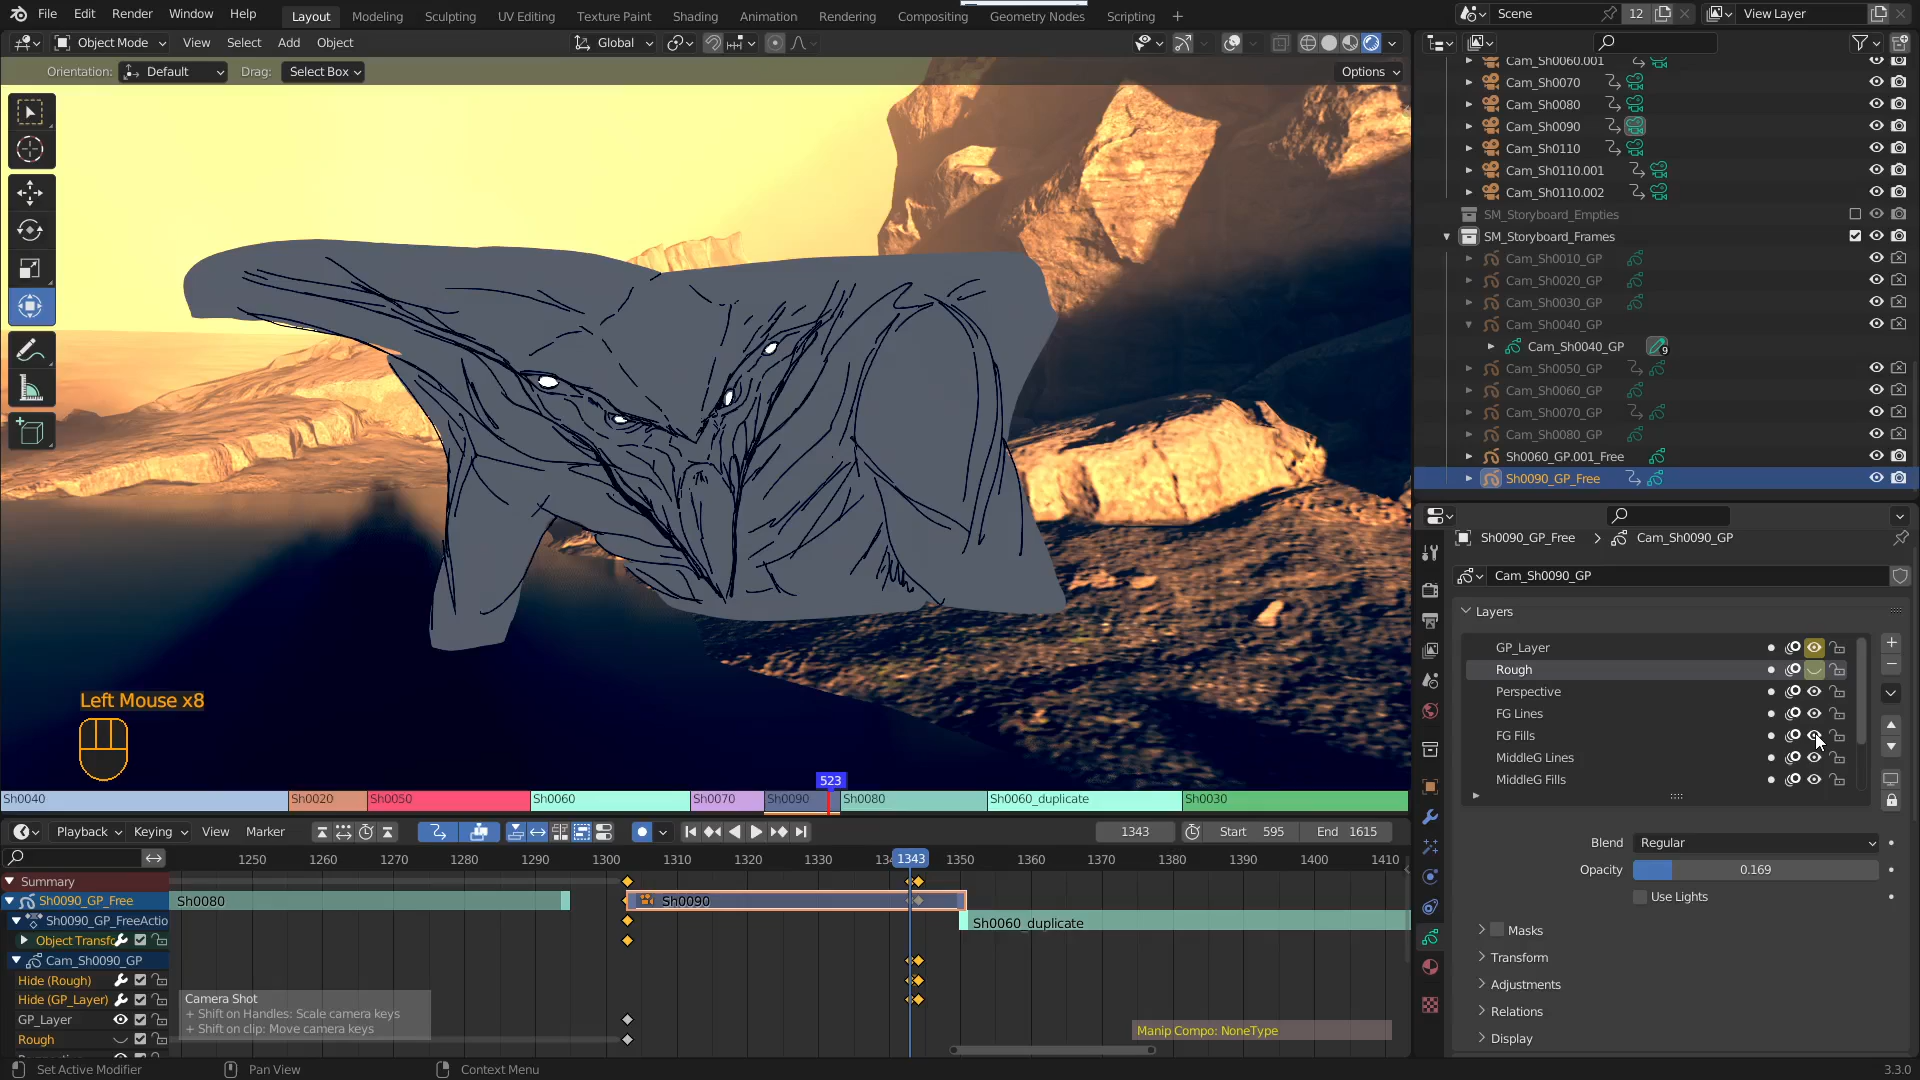 File Edit Render Window Help
Layout Modeling Sculpting UV Editing Texture Paint Shading Animation Rendering Compositing Geometry Nodes Scripting +
Scene 12 View Layer
Object Mode View Select Add Object Global
Orientation: Default Drag: Select Box Options
Cam_Sh0060.001
Cam_Sh0070
Cam_Sh0080
Cam_Sh0090
Cam_Sh0110
Cam_Sh0110.001
Cam_Sh0110.002
SM_Storyboard_Empties
SM_Storyboard_Frames
Cam_Sh0010_GP
Cam_Sh0020_GP
Cam_Sh0030_GP
Cam_Sh0040_GP
Cam_Sh0040_GP 9
Cam_Sh0050_GP
Cam_Sh0060_GP
Cam_Sh0070_GP
Cam_Sh0080_GP
Sh0060_GP.001_Free
Sh0090_GP_Free
Sh0090_GP_Free > Cam_Sh0090_GP
Cam_Sh0090_GP
Layers
GP_Layer
Rough
Perspective
FG Lines
FG Fills
MiddleG Lines
MiddleG Fills
Blend Regular
Opacity 0.169
Use Lights
Masks
Transform
Adjustments
Relations
Display
Left Mouse x8
523
Sh0040 Sh0020 Sh0050 Sh0060 Sh0070 Sh0090 Sh0080 Sh0060_duplicate Sh0030
Playback Keying View Marker 1343 Start 595 End 1615
1250 1260 1270 1280 1290 1300 1310 1320 1330 1343 1350 1360 1370 1380 1390 1400 1410
Summary
Sh0090_GP_Free Sh0080 Sh0090
Sh0090_GP_FreeActio Sh0060_duplicate
Object Transfo
Cam_Sh0090_GP
Hide (Rough)
Hide (GP_Layer)
GP_Layer
Rough
Camera Shot
+ Shift on Handles: Scale camera keys
+ Shift on clip: Move camera keys
Manip Compo: NoneType
Set Active Modifier Pan View Context Menu 3.3.0